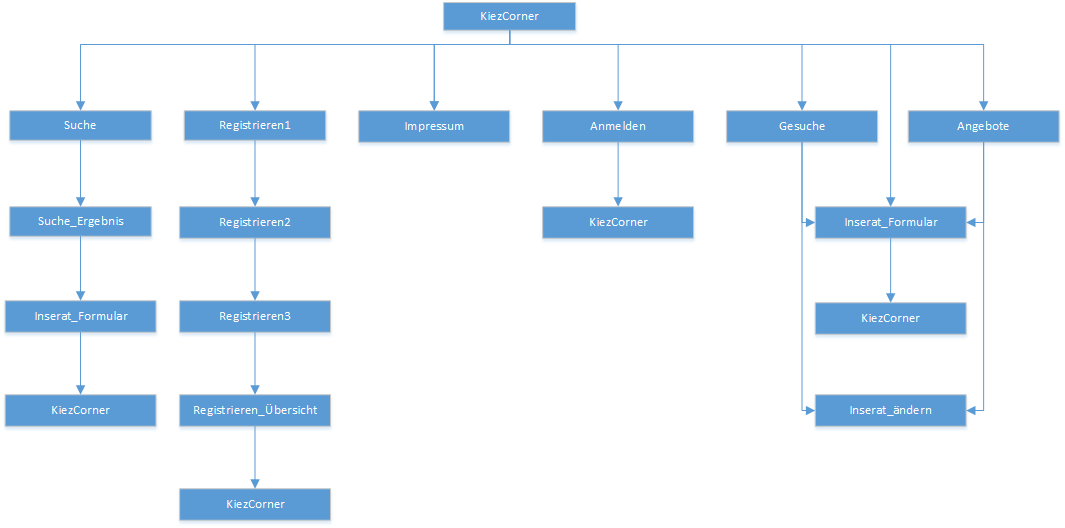 KiezCorner
Suche
Registrieren1
Impressum
Anmelden
Gesuche
Angebote
Suche_Ergebnis
Registrieren2
KiezCorner
Inserat_Formular
Inserat_Formular
Registrieren3
KiezCorner
KiezCorner
Registrieren_Übersicht
Inserat_ändern
KiezCorner